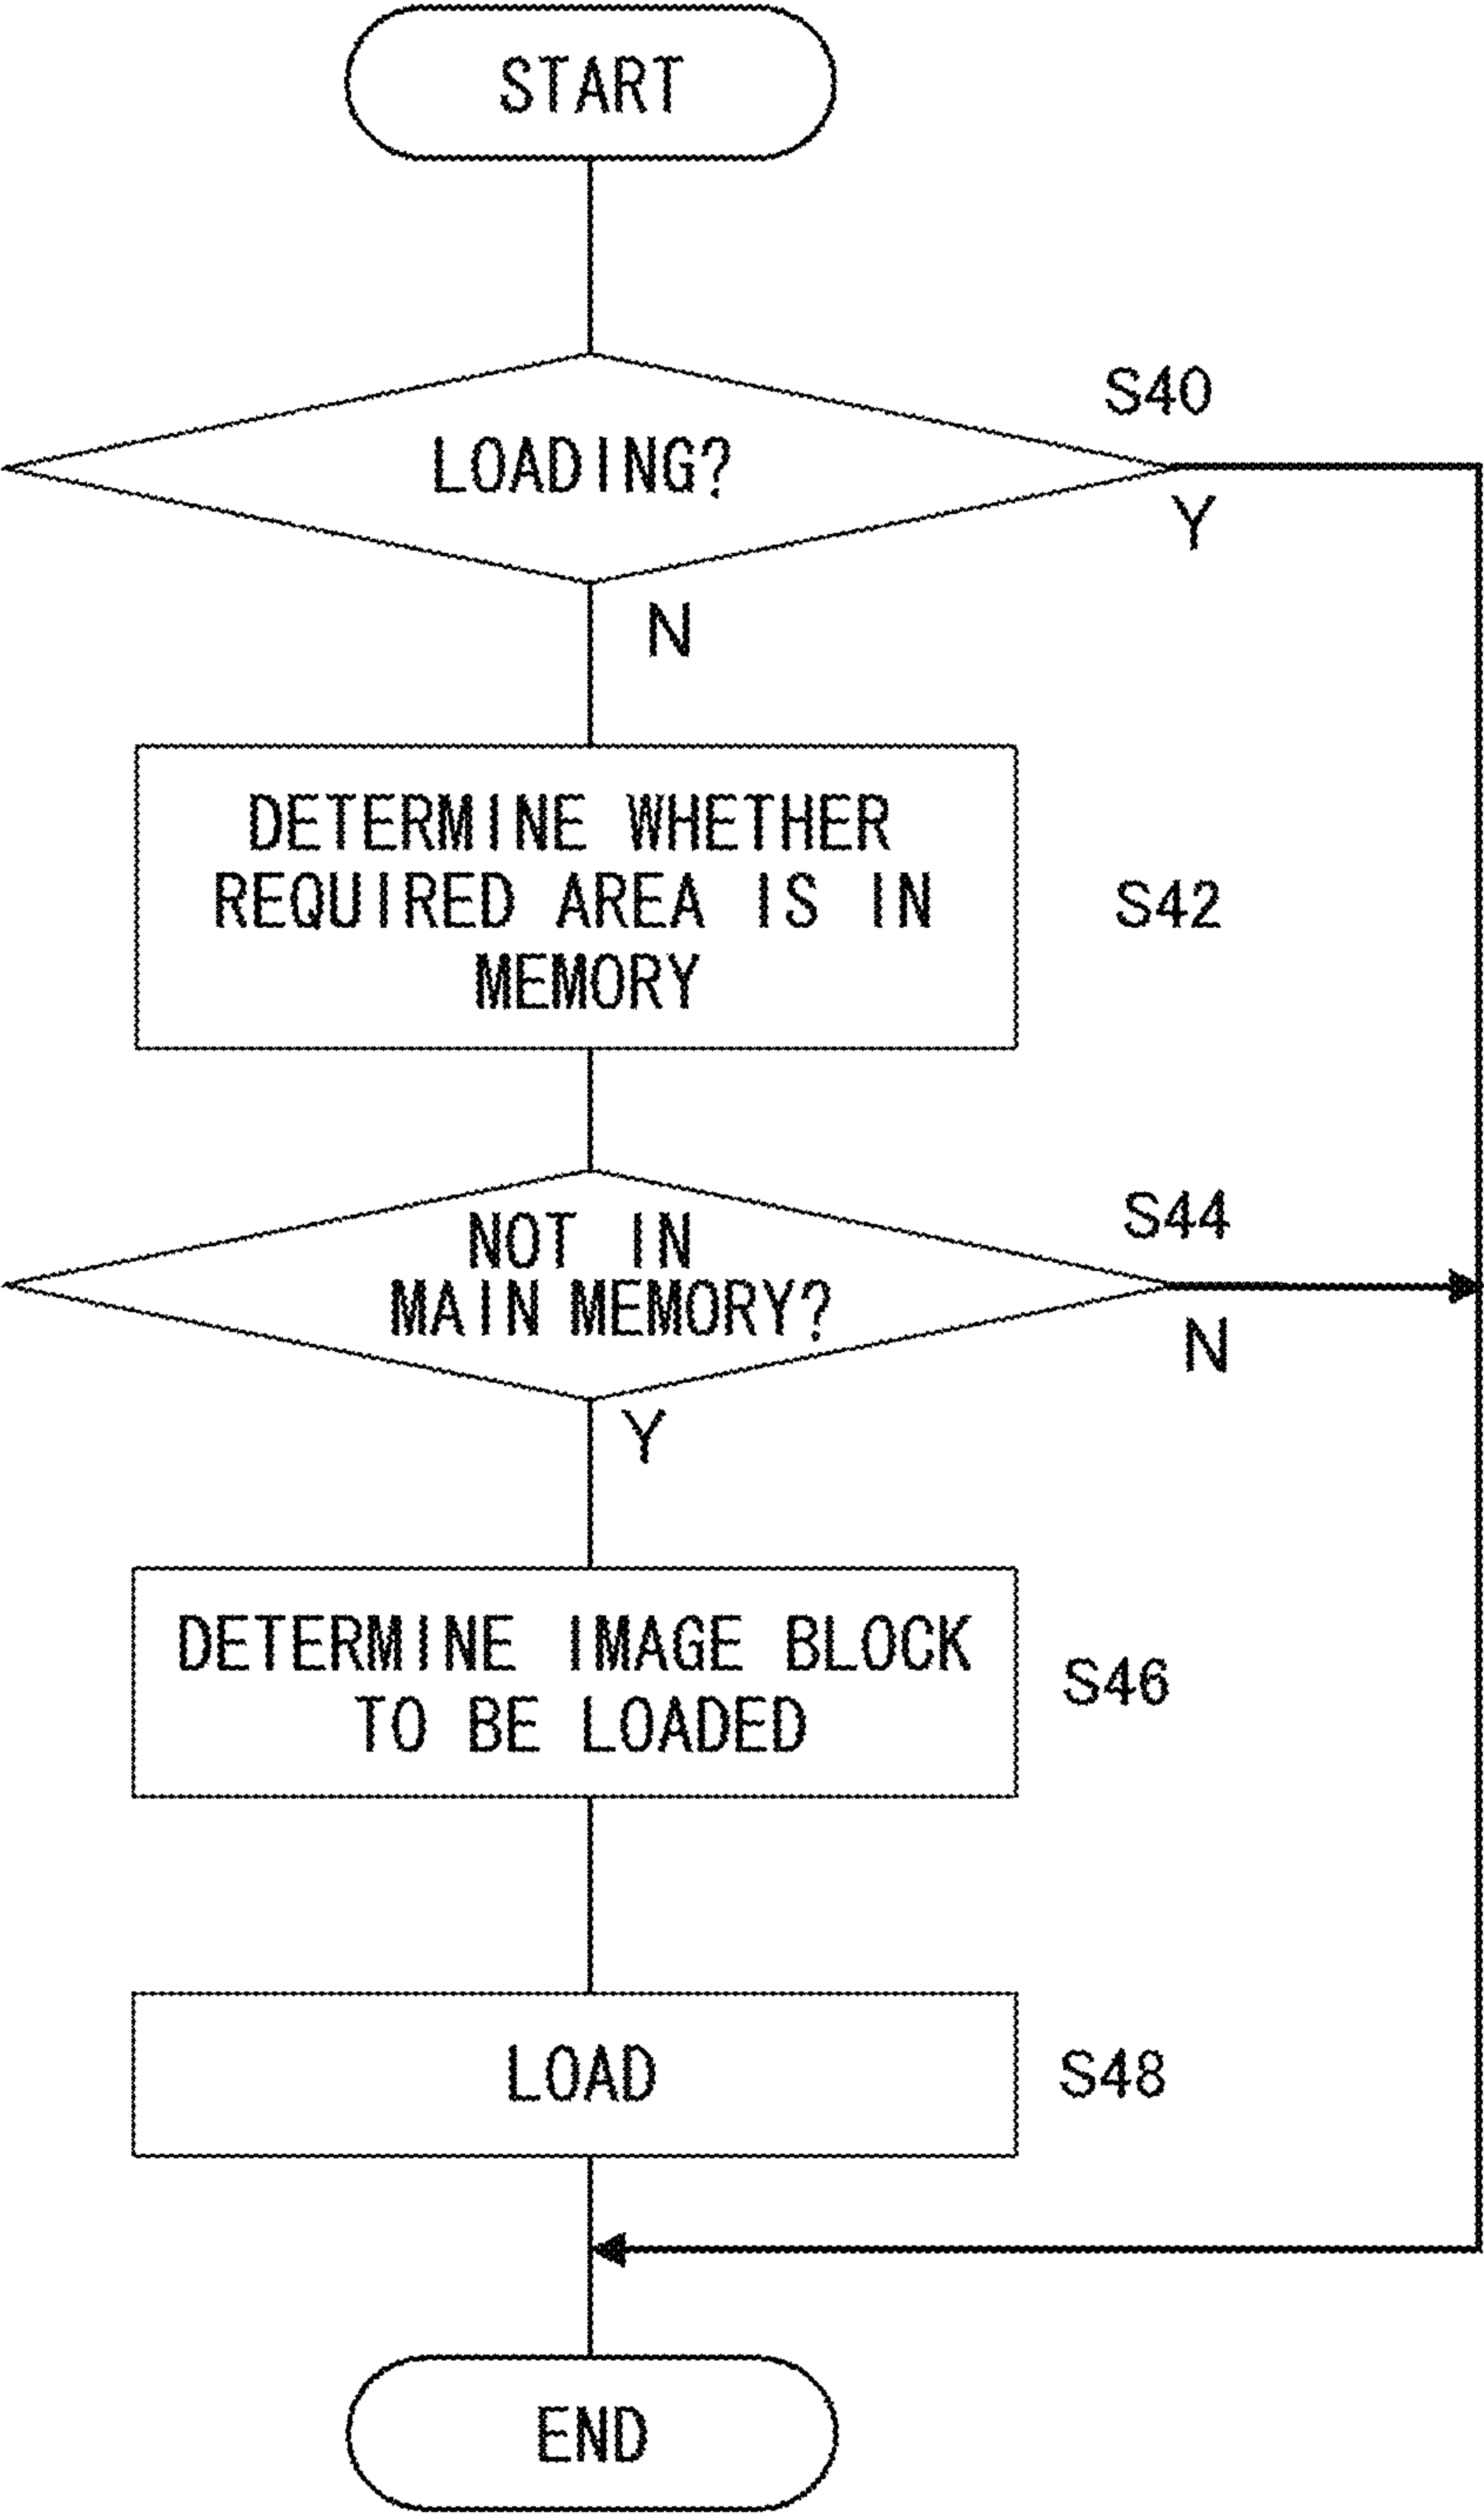 START
S40
LOADING?
Y
N
DETERMINE WHETHER
REQUIRED AREA IS IN
MEMORY
S42
S44
NOT IN
MAIN MEMORY?
N
Y
DETERMINE IMAGE BLOCK
TO BE LOADED
S46
LOAD
S48
END